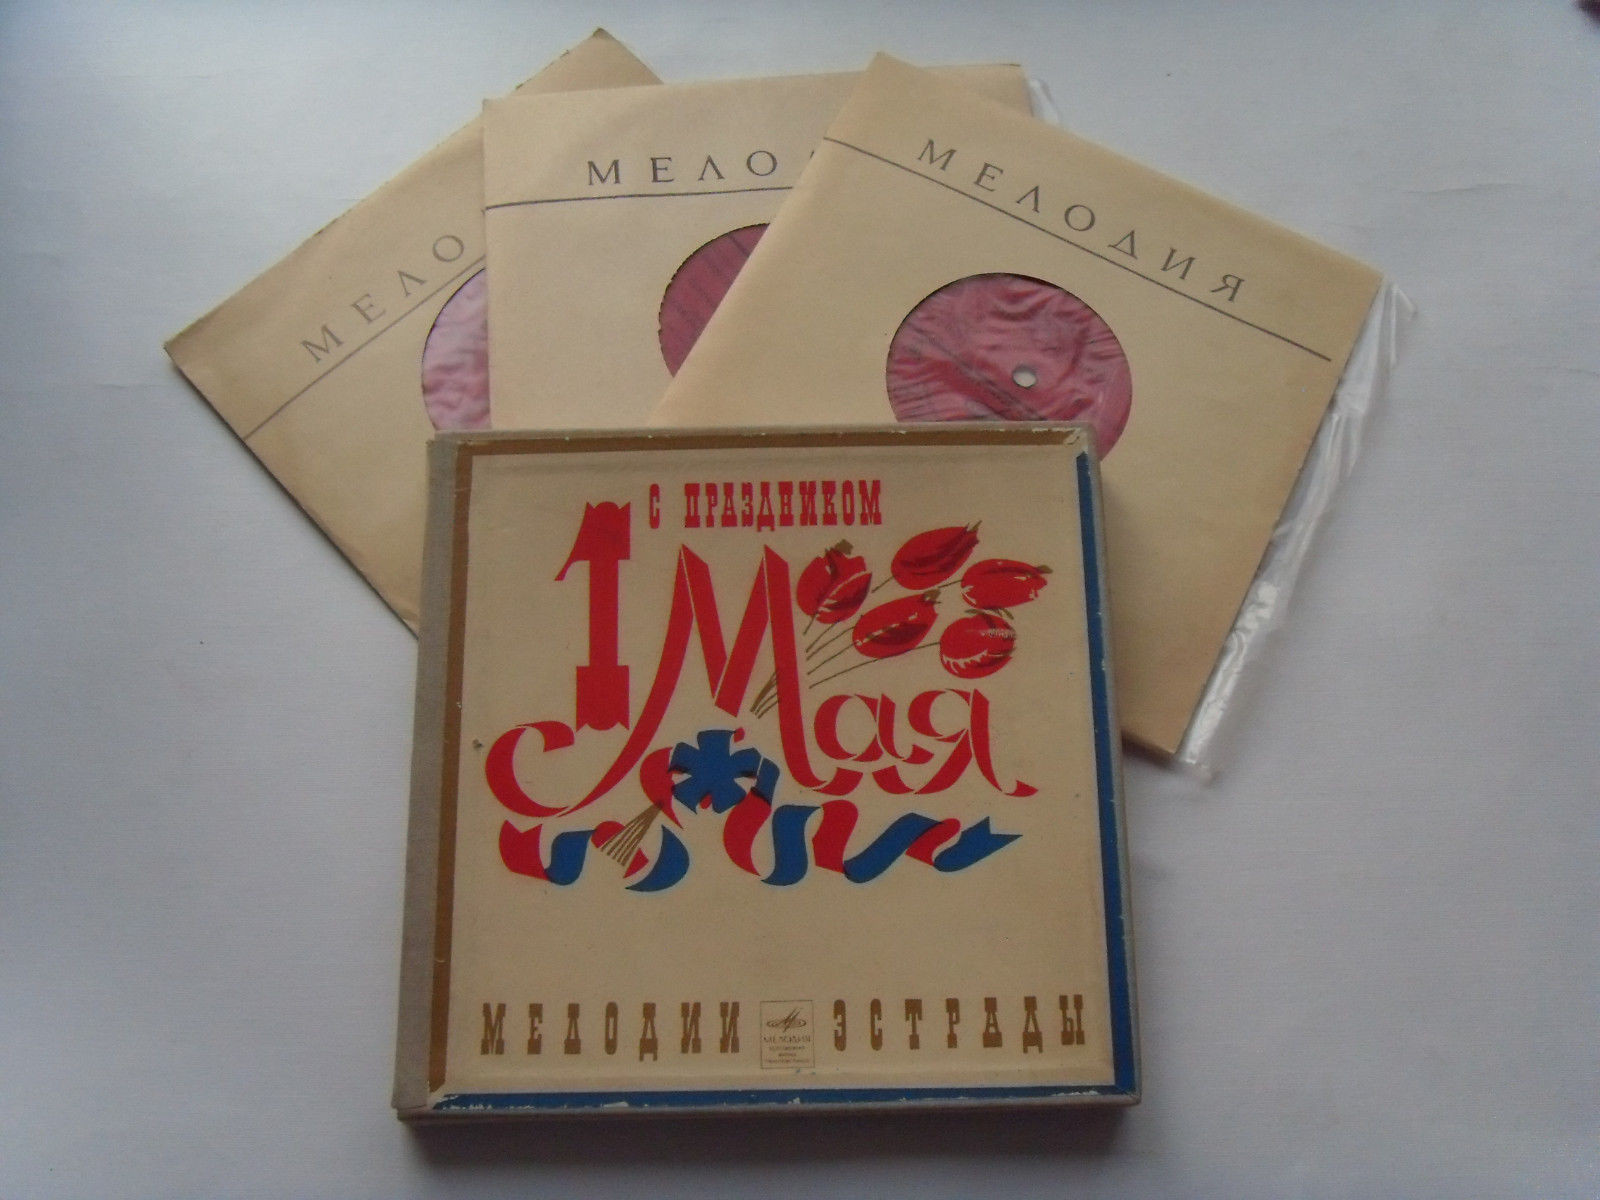 МЕЛОДИЯ
МЕЛО
МЕЛО
С ПРАЗДНИКОМ
1 Мая
МЕЛОДИИ ЭСТРАДЫ
МЕЛОДИЯ